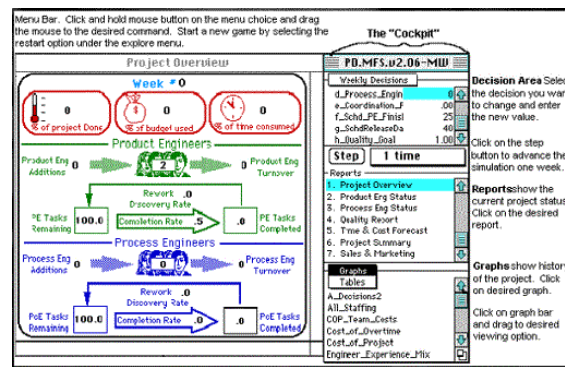 Menu Bar. Click and hold mouse button on the menu choice and drag
the mouse to the desired command. Start a new game by selecting the
restart option under the explore menu.
The "Cockpit"
Project Overview
Week # 0
0
% of project Done
0
% of budget used
0
% of time consumed
Product Engineers
Product Eng
Additions 0
2
0 Product Eng
Turnover
Rework .0
Discovery Rate
PE Tasks
Remaining 100.0
Completion Rate .5
.0 PE Tasks
Completed
Process Engineers
Process Eng
Additions 0
0
0 Process Eng
Turnover
Rework .0
Discovery Rate
PoE Tasks
Remaining 100.0
Completion Rate .0
.0 PoE Tasks
Completed
PD.MFS.v2.06-MW
Weekly Decisions
d_Process_Engin 0
e_Coordination_F .00
f_Schd_PE_Finisl 25
g_SchdReleaseDa 40
h_Quality_Goal 1.00
Step 1 time
Reports
1. Project Overview
2. Product Eng Status
3. Process Eng Status
4. Quality Report
5. Time & Cost Forecast
6. Project Summary
7. Sales & Marketing
Graphs
Tables
A_Decisions2
All_Staffing
COP_Team_Costs
Cost_of_Overtime
Cost_of_Project
Engineer_Experience_Mix
Decision Area Selec
the decision you wan
to change and enter
the new value.
Click on the step
button to advance the
simulation one week.
Reports show the
current project status
Click on the desired
report.
Graphs show history
of the project. Click
on desired graph.
Click on graph bar
and drag to desired
viewing option.